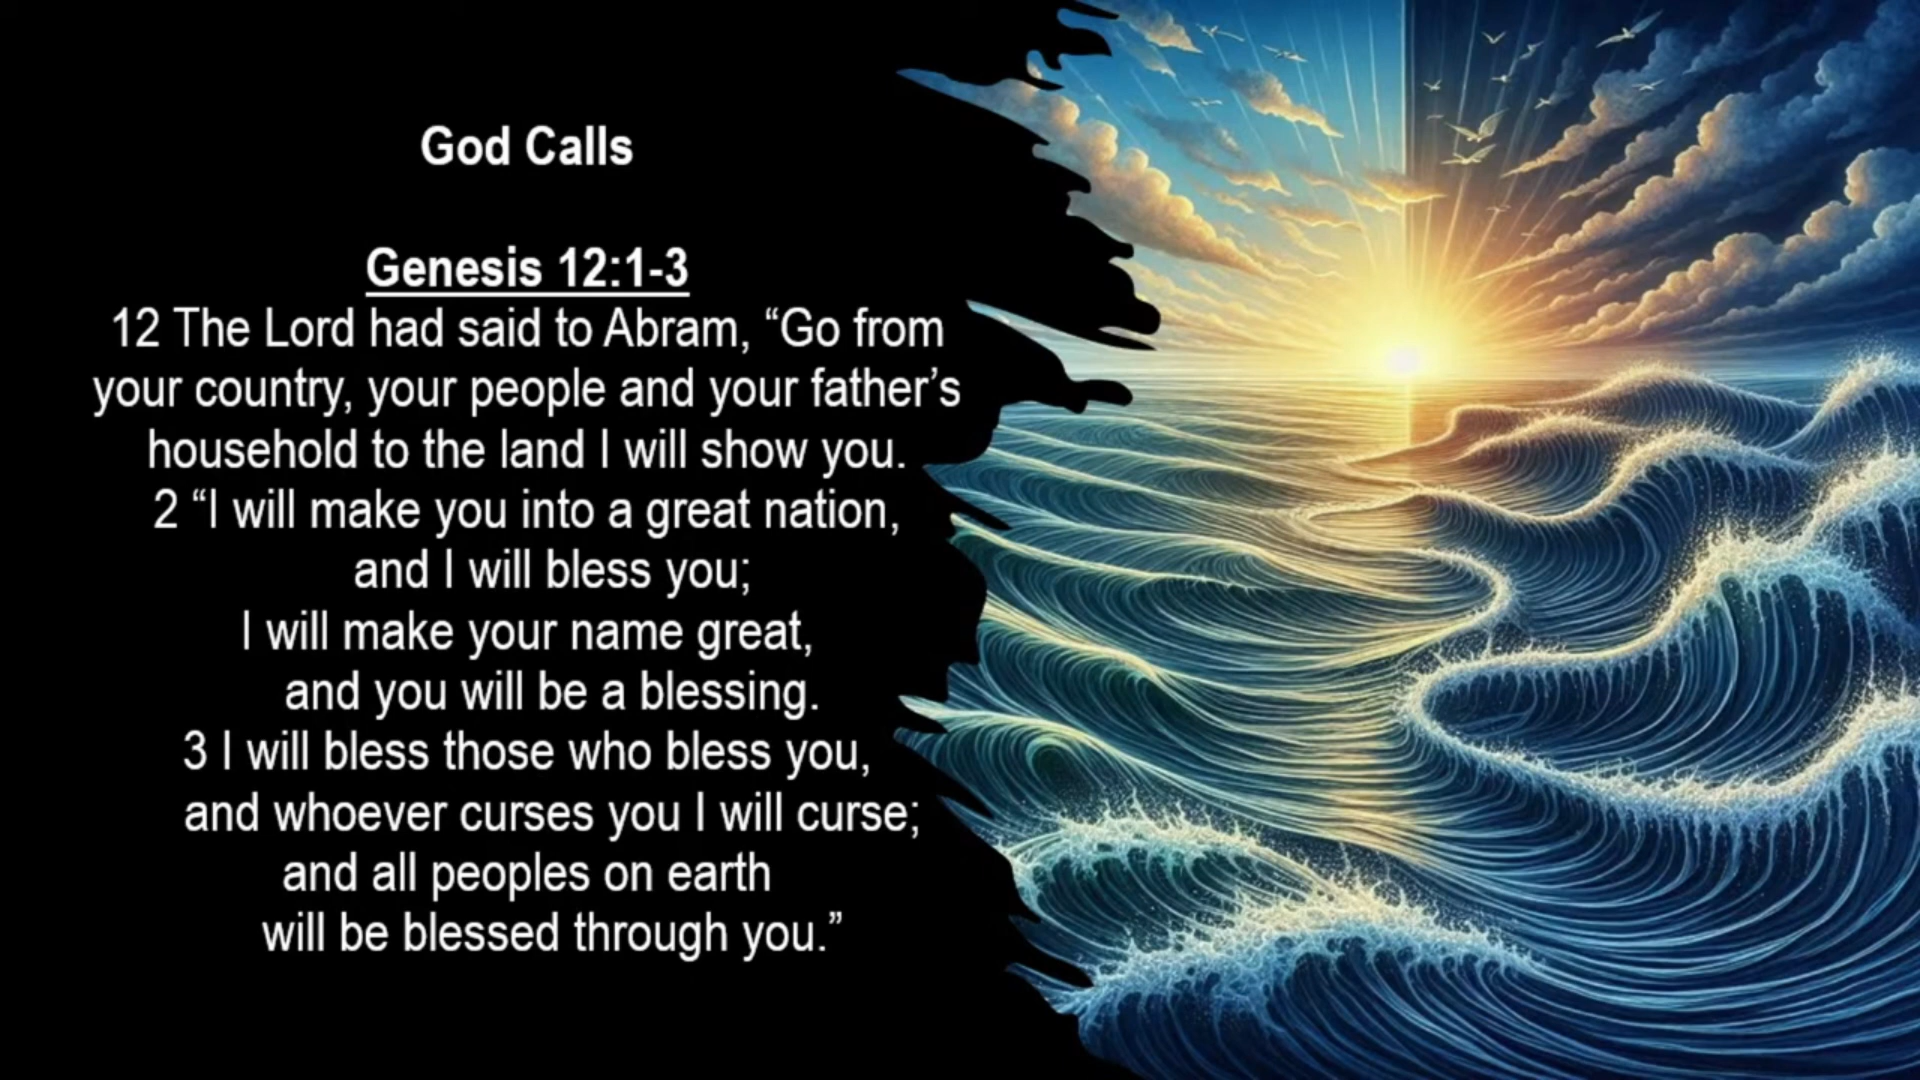 God Calls
Genesis 12:1-3
12 The Lord had said to Abram, “Go from
your country, your people and your father’s
household to the land I will show you.
2 “I will make you into a great nation,
and I will bless you;
I will make your name great,
and you will be a blessing.
3 I will bless those who bless you,
and whoever curses you I will curse;
and all peoples on earth
will be blessed through you.”